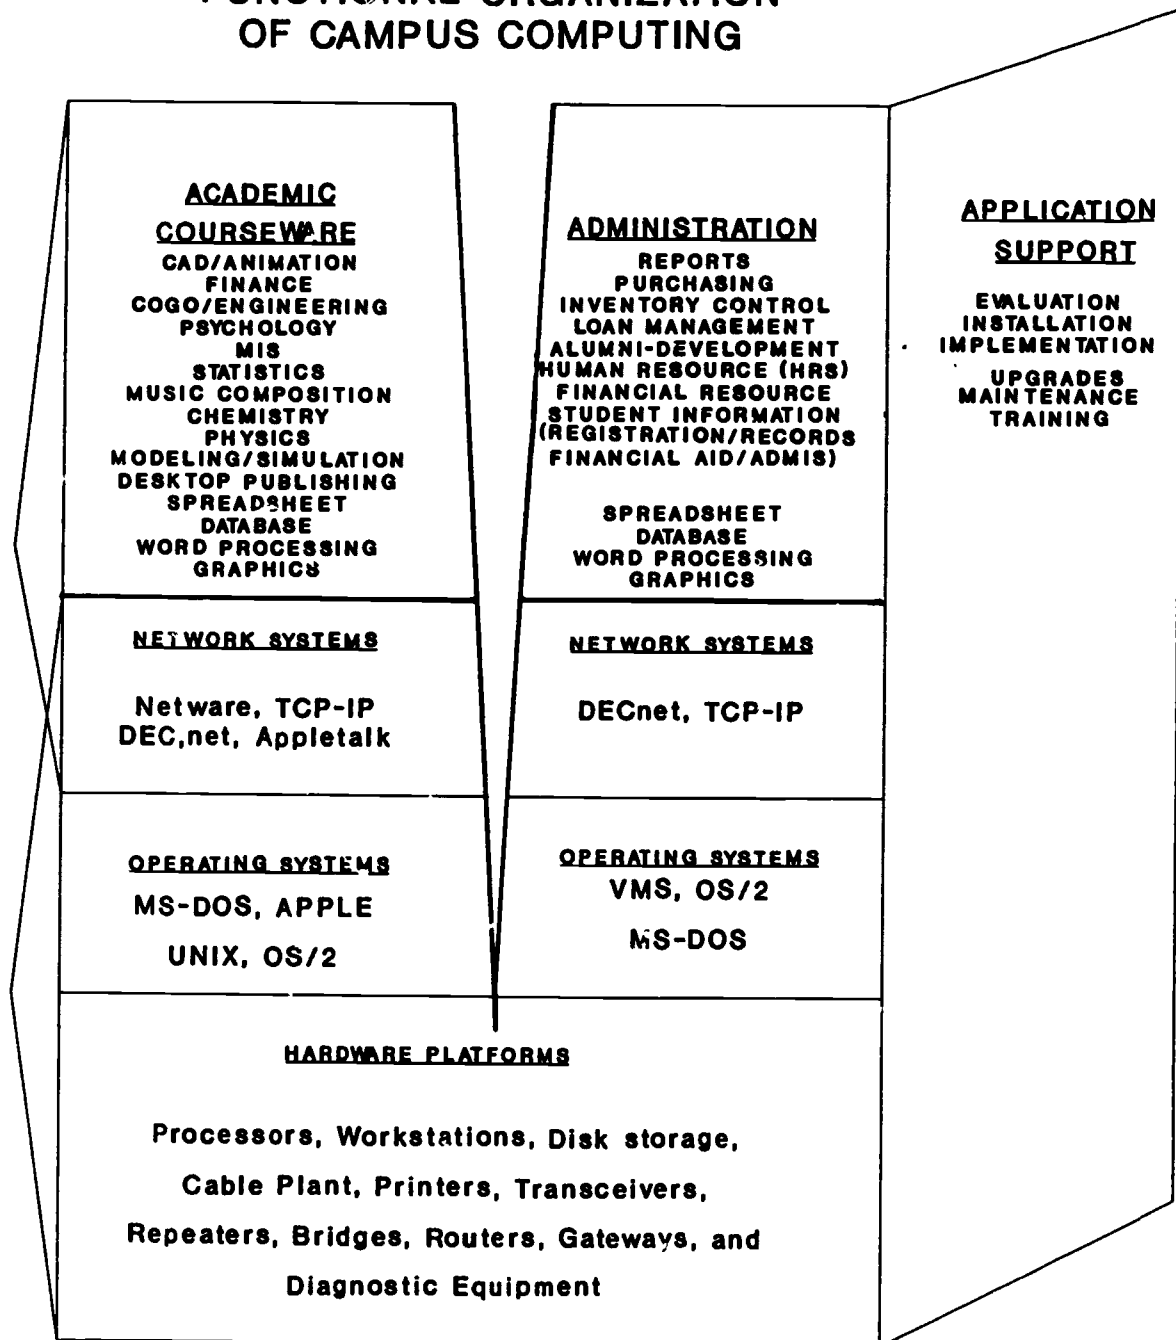 FUNCTIONAL ORGANIZATION
OF CAMPUS COMPUTING
ACADEMIC
COURSEWARE
CAD/ANIMATION
FINANCE
COGO/ENGINEERING
PSYCHOLOGY
MIS
STATISTICS
MUSIC COMPOSITION
CHEMISTRY
PHYSICS
MODELING/SIMULATION
DESKTOP PUBLISHING
SPREADSHEET
DATABASE
WORD PROCESSING
GRAPHICS
NETWORK SYSTEMS
Netware, TCP-IP
DEC,net, Appletalk
OPERATING SYSTEMS
MS-DOS, APPLE
UNIX, OS/2
ADMINISTRATION
REPORTS
PURCHASING
INVENTORY CONTROL
LOAN MANAGEMENT
ALUMNI-DEVELOPMENT
HUMAN RESOURCE (HRS)
FINANCIAL RESOURCE
STUDENT INFORMATION
(REGISTRATION/RECORDS
FINANCIAL AID/ADMIS)
SPREADSHEET
DATABASE
WORD PROCESSING
GRAPHICS
NETWORK SYSTEMS
DECnet, TCP-IP
OPERATING SYSTEMS
VMS, OS/2
MS-DOS
APPLICATION
SUPPORT
EVALUATION
INSTALLATION
IMPLEMENTATION
UPGRADES
MAINTENANCE
TRAINING
HARDWARE PLATFORMS
Processors, Workstations, Disk storage,
Cable Plant, Printers, Transceivers,
Repeaters, Bridges, Routers, Gateways, and
Diagnostic Equipment